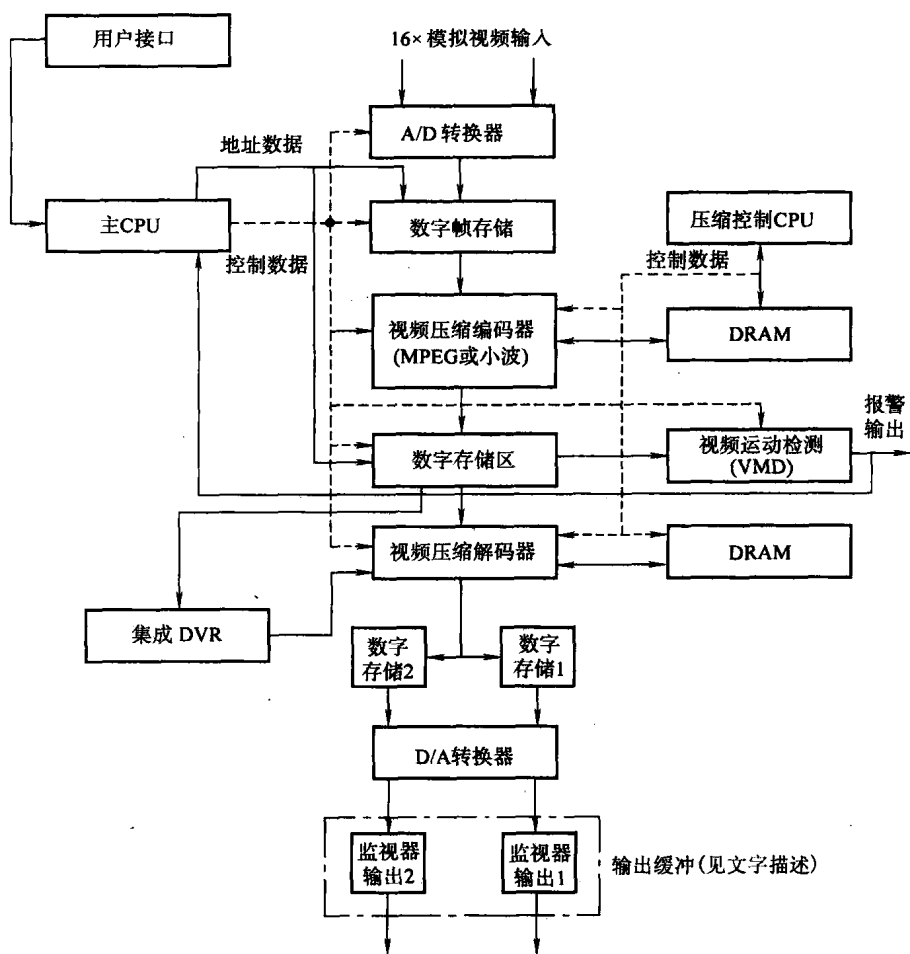 用户接口
16× 模拟视频输入
A/D 转换器
地址数据
主CPU
数字帧存储
压缩控制CPU
控制数据
控制数据
视频压缩编码器
(MPEG或小波)
DRAM
报警
输出
数字存储区
视频运动检测
(VMD)
视频压缩解码器
DRAM
集成 DVR
数字
存储2
数字
存储1
D/A转换器
监视器
输出2
监视器
输出1
输出缓冲(见文字描述)